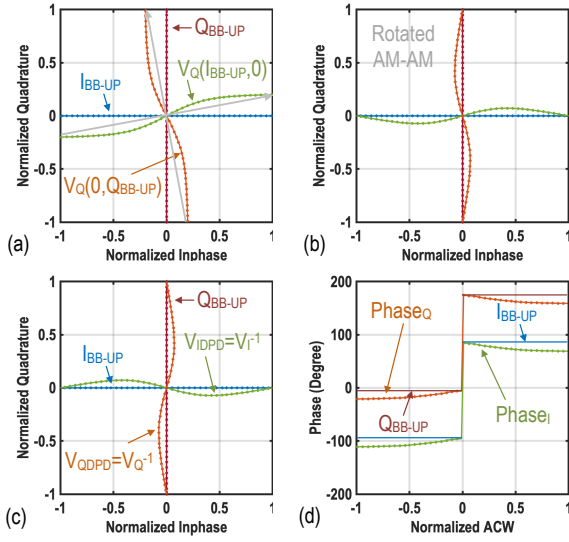 1
0.5
0
-0.5
-1
Normalized Quadrature
Q_BB-UP
I_BB-UP
V_Q(I_BB-UP,0)
V_Q(0,Q_BB-UP)
-1 -0.5 0 0.5 1
(a) Normalized Inphase
1
0.5
0
-0.5
-1
Normalized Quadrature
Rotated
AM-AM
-1 -0.5 0 0.5 1
(b) Normalized Inphase
1
0.5
0
-0.5
-1
Normalized Quadrature
Q_BB-UP
I_BB-UP
V_IDPD=V_I^-1
V_QDPD=V_Q^-1
-1 -0.5 0 0.5 1
(c) Normalized Inphase
200
100
0
-100
-200
Phase (Degree)
Phase_Q
I_BB-UP
Q_BB-UP
Phase_I
-1 -0.5 0 0.5 1
(d) Normalized ACW